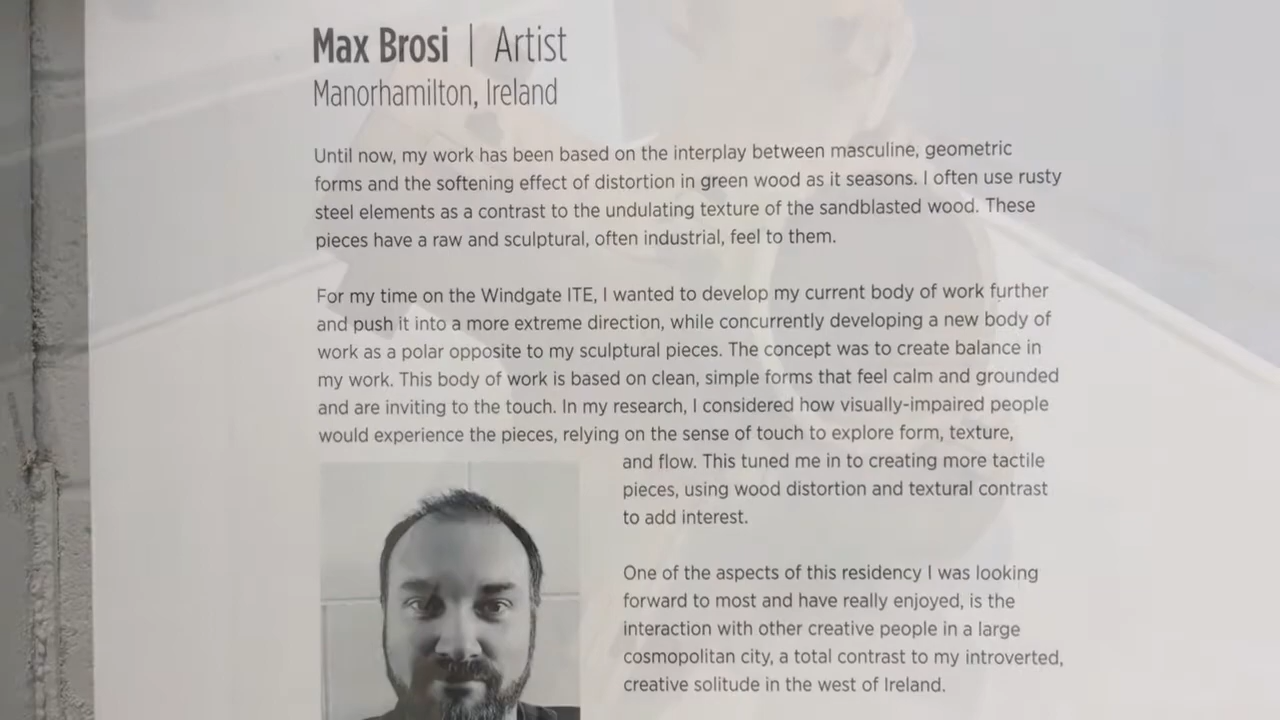 Max Brosi | Artist
Manorhamilton, Ireland
Until now, my work has been based on the interplay between masculine, geometric
forms and the softening effect of distortion in green wood as it seasons. I often use rusty
steel elements as a contrast to the undulating texture of the sandblasted wood. These
pieces have a raw and sculptural, often industrial, feel to them.
For my time on the Windgate ITE, I wanted to develop my current body of work further
and push it into a more extreme direction, while concurrently developing a new body of
work as a polar opposite to my sculptural pieces. The concept was to create balance in
my work. This body of work is based on clean, simple forms that feel calm and grounded
and are inviting to the touch. In my research, I considered how visually-impaired people
would experience the pieces, relying on the sense of touch to explore form, texture,
and flow. This tuned me in to creating more tactile
pieces, using wood distortion and textural contrast
to add interest.
One of the aspects of this residency I was looking
forward to most and have really enjoyed, is the
interaction with other creative people in a large
cosmopolitan city, a total contrast to my introverted,
creative solitude in the west of Ireland.